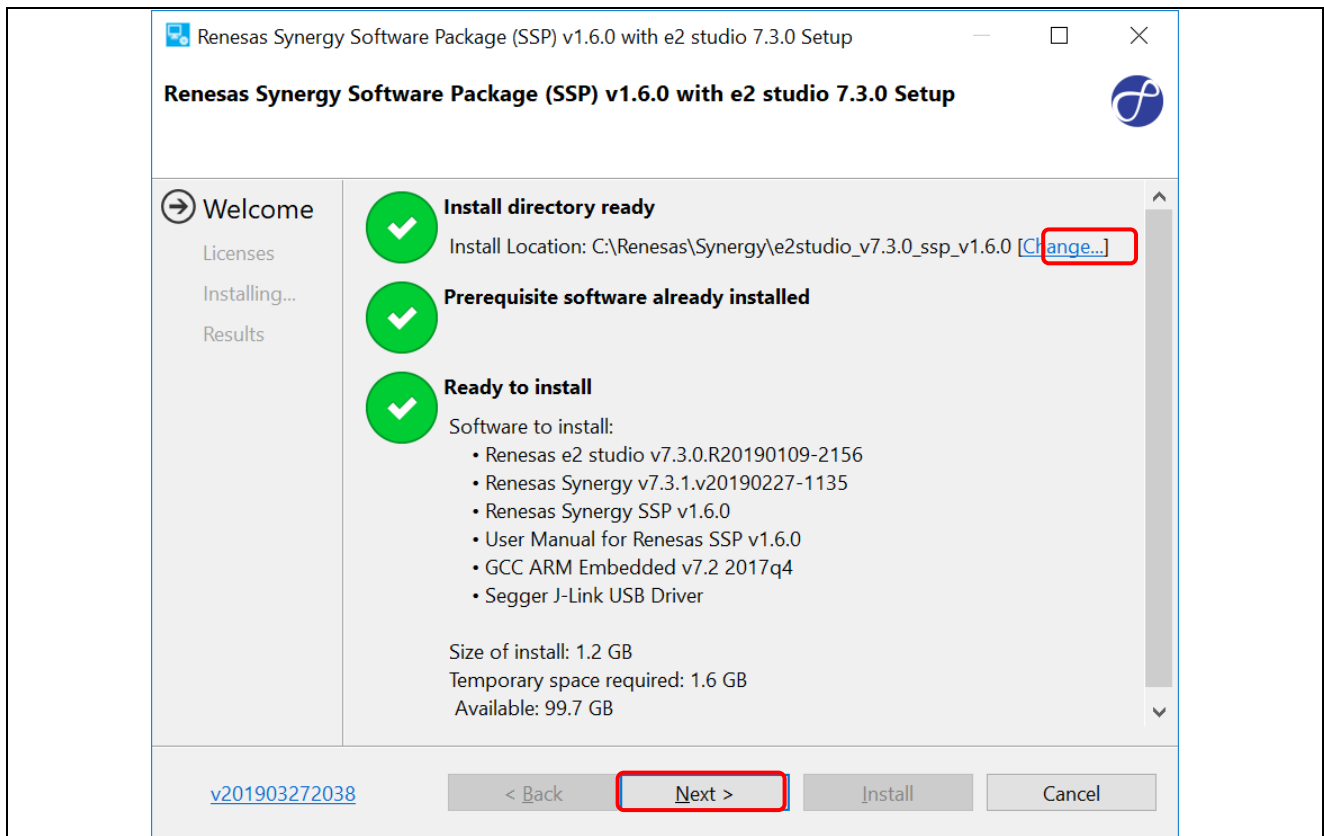 Renesas Synergy Software Package (SSP) v1.6.0 with e2 studio 7.3.0 Setup
Renesas Synergy Software Package (SSP) v1.6.0 with e2 studio 7.3.0 Setup
Welcome
Licenses
Installing...
Results
Install directory ready
Install Location: C:\Renesas\Synergy\e2studio_v7.3.0_ssp_v1.6.0 [Change...]
Prerequisite software already installed
Ready to install
Software to install:
• Renesas e2 studio v7.3.0.R20190109-2156
• Renesas Synergy v7.3.1.v20190227-1135
• Renesas Synergy SSP v1.6.0
• User Manual for Renesas SSP v1.6.0
• GCC ARM Embedded v7.2 2017q4
• Segger J-Link USB Driver
Size of install: 1.2 GB
Temporary space required: 1.6 GB
Available: 99.7 GB
v201903272038 < Back Next > Install Cancel